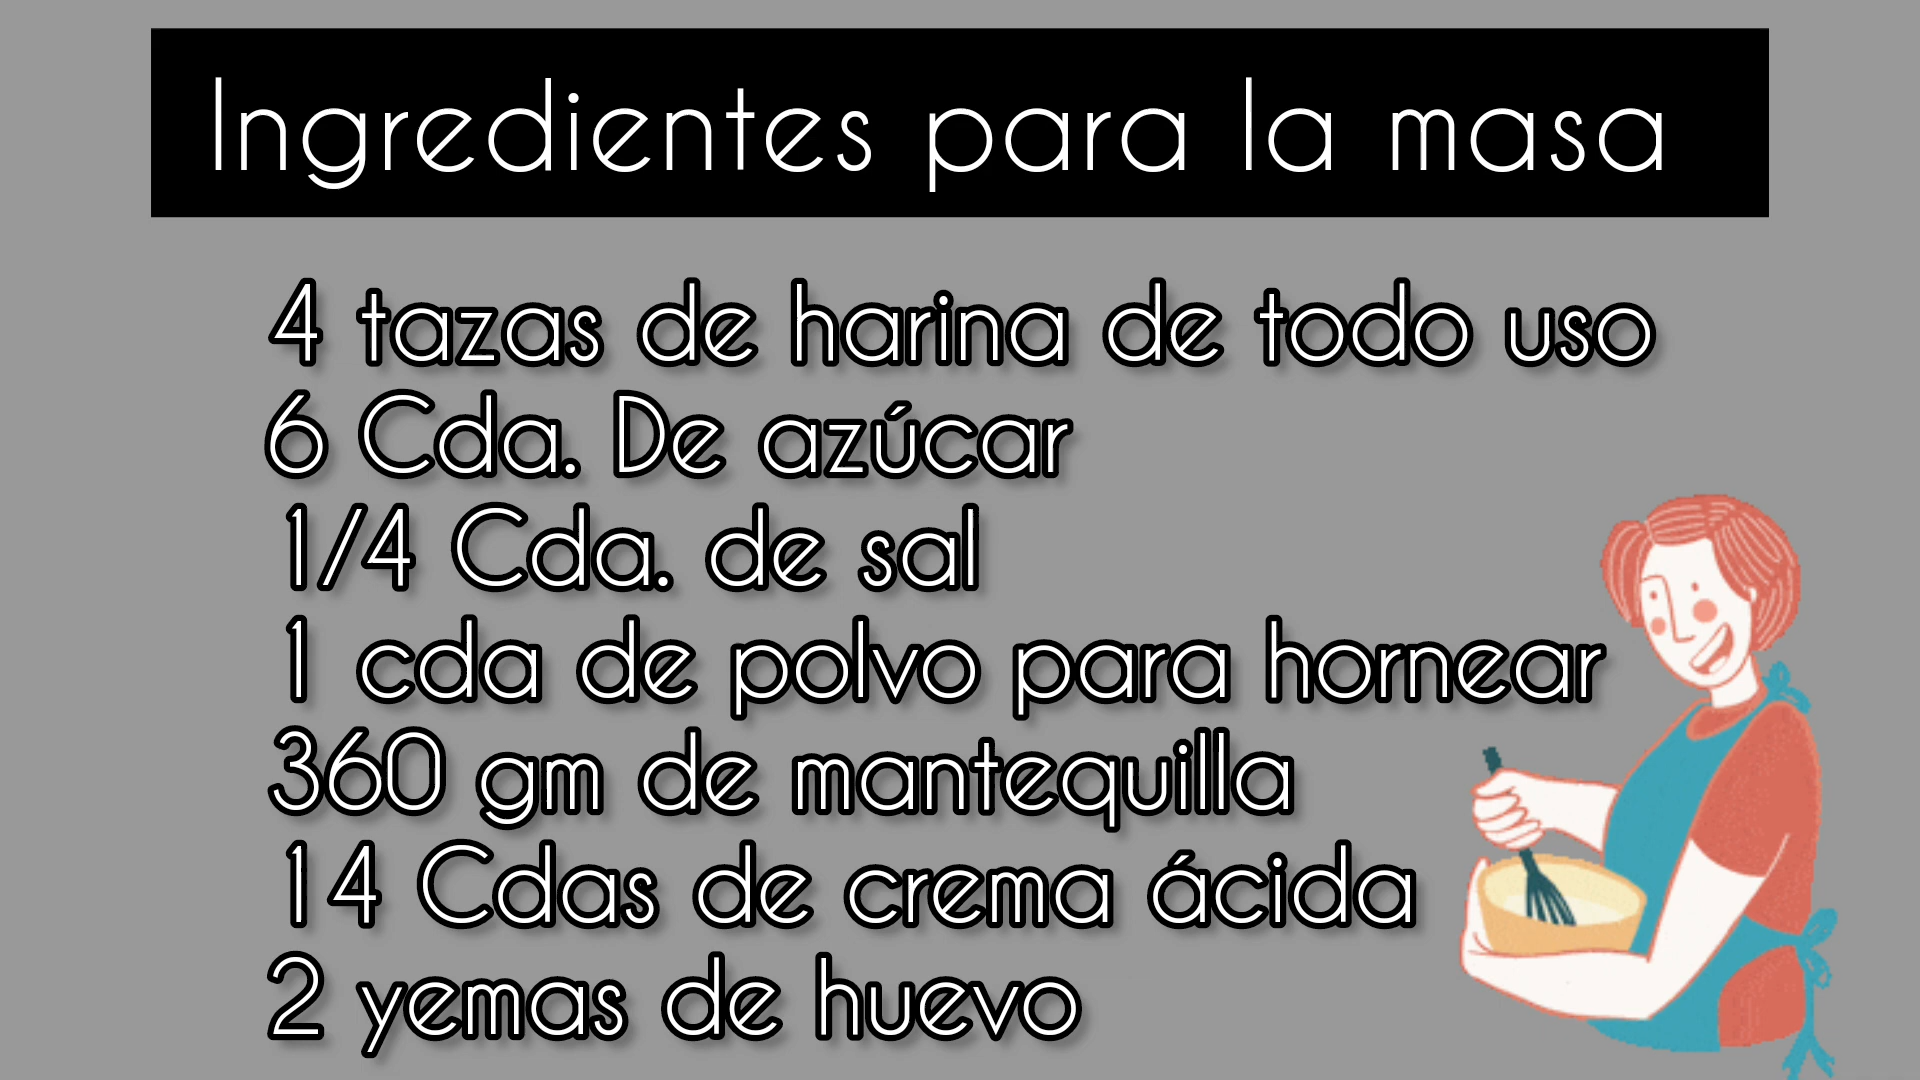 Ingredientes para la masa
4 tazas de harina de todo uso
6 Cda. De azúcar
1/4 Cda. de sal
1 cda de polvo para hornear
360 gm de mantequilla
14 Cdas de crema ácida
2 yemas de huevo